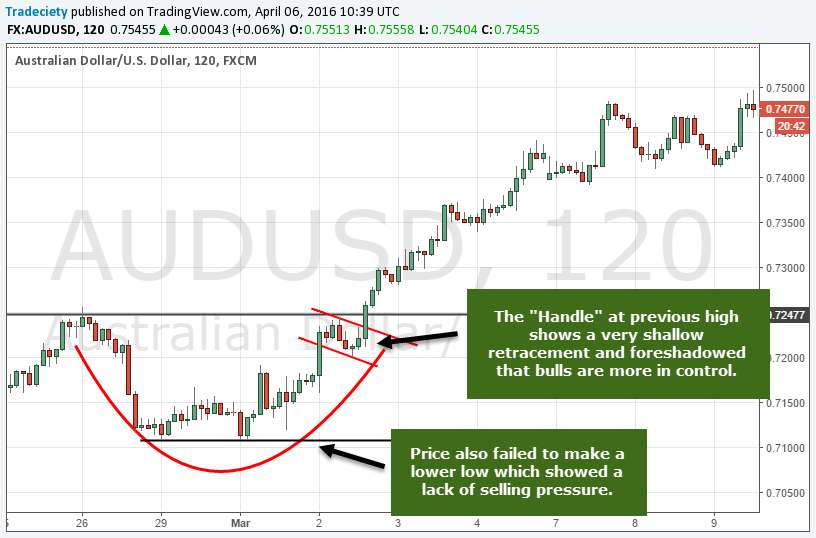 Tradeciety published on TradingView.com, April 06, 2016 10:39 UTC
FX:AUDUSD, 120 0.75455 ▲ +0.00043 (+0.06%) O:0.75513 H:0.75558 L:0.75404 C:0.75455
Australian Dollar/U.S. Dollar, 120, FXCM
AUDUSD, 120
Australian Dollar/
0.75000
0.74770
20:42
0.74500
0.74000
0.73500
0.73000
0.72477
0.72000
0.71500
0.71000
0.70500
The "Handle" at previous high
shows a very shallow
retracement and foreshadowed
that bulls are more in control.
Price also failed to make a
lower low which showed a
lack of selling pressure.
26 29 Mar 2 3 4 7 8 9